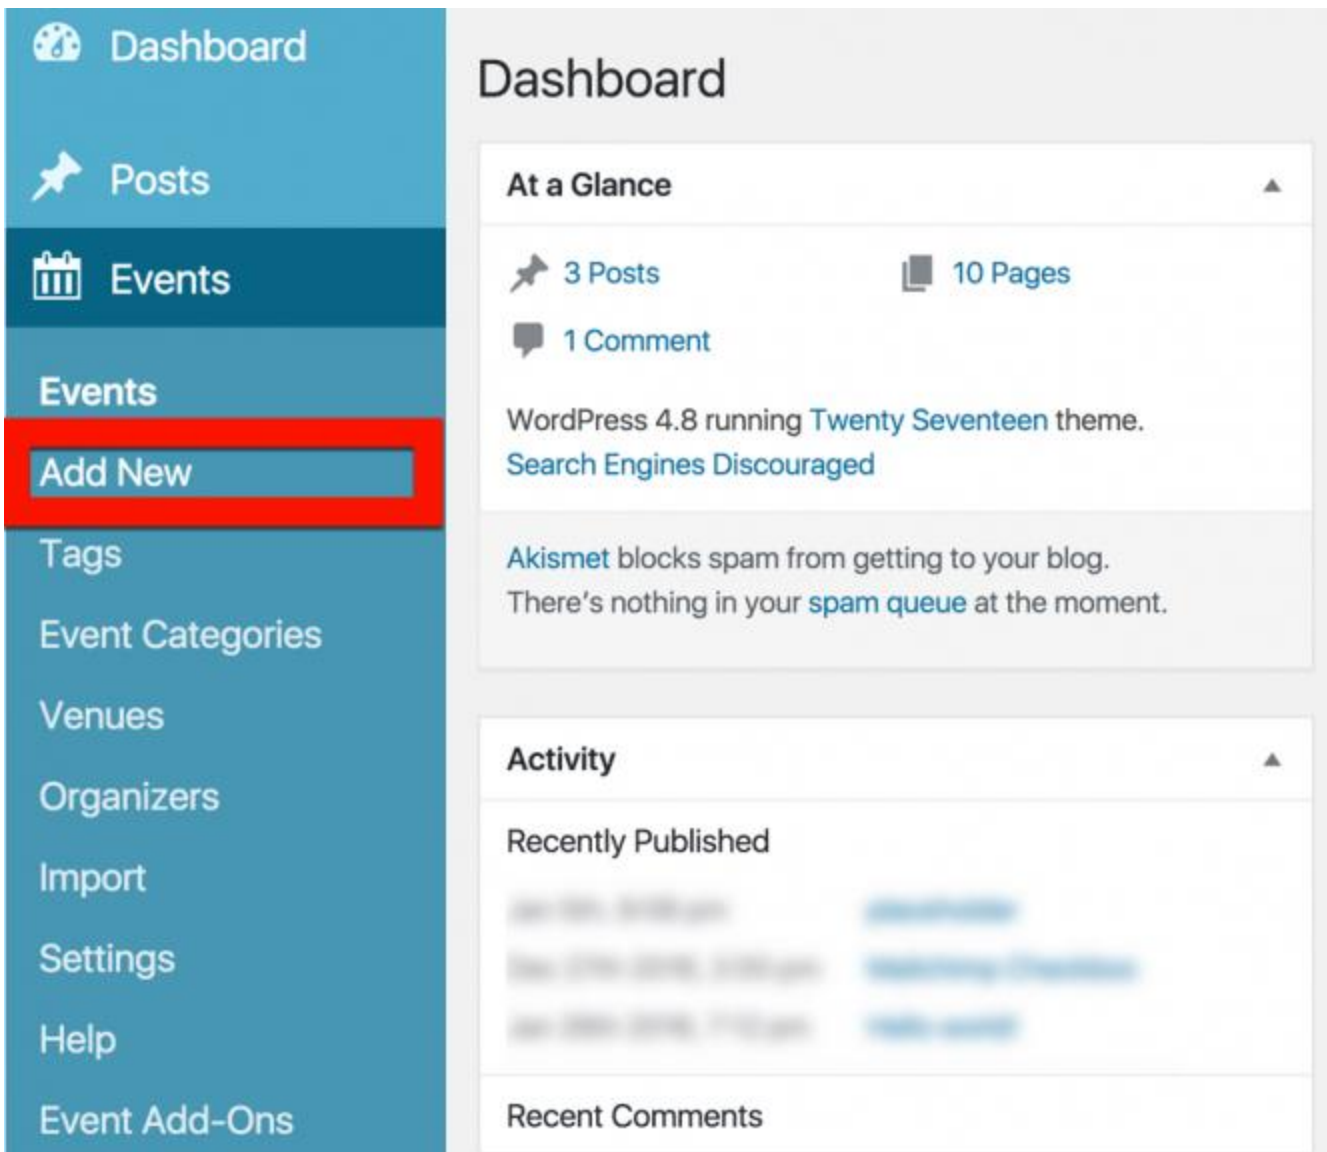 Dashboard
Posts
Events
Events
Add New
Tags
Event Categories
Venues
Organizers
Import
Settings
Help
Event Add-Ons
Dashboard
At a Glance
3 Posts
10 Pages
1 Comment
WordPress 4.8 running Twenty Seventeen theme.
Search Engines Discouraged
Akismet blocks spam from getting to your blog.
There's nothing in your spam queue at the moment.
Activity
Recently Published
Recent Comments